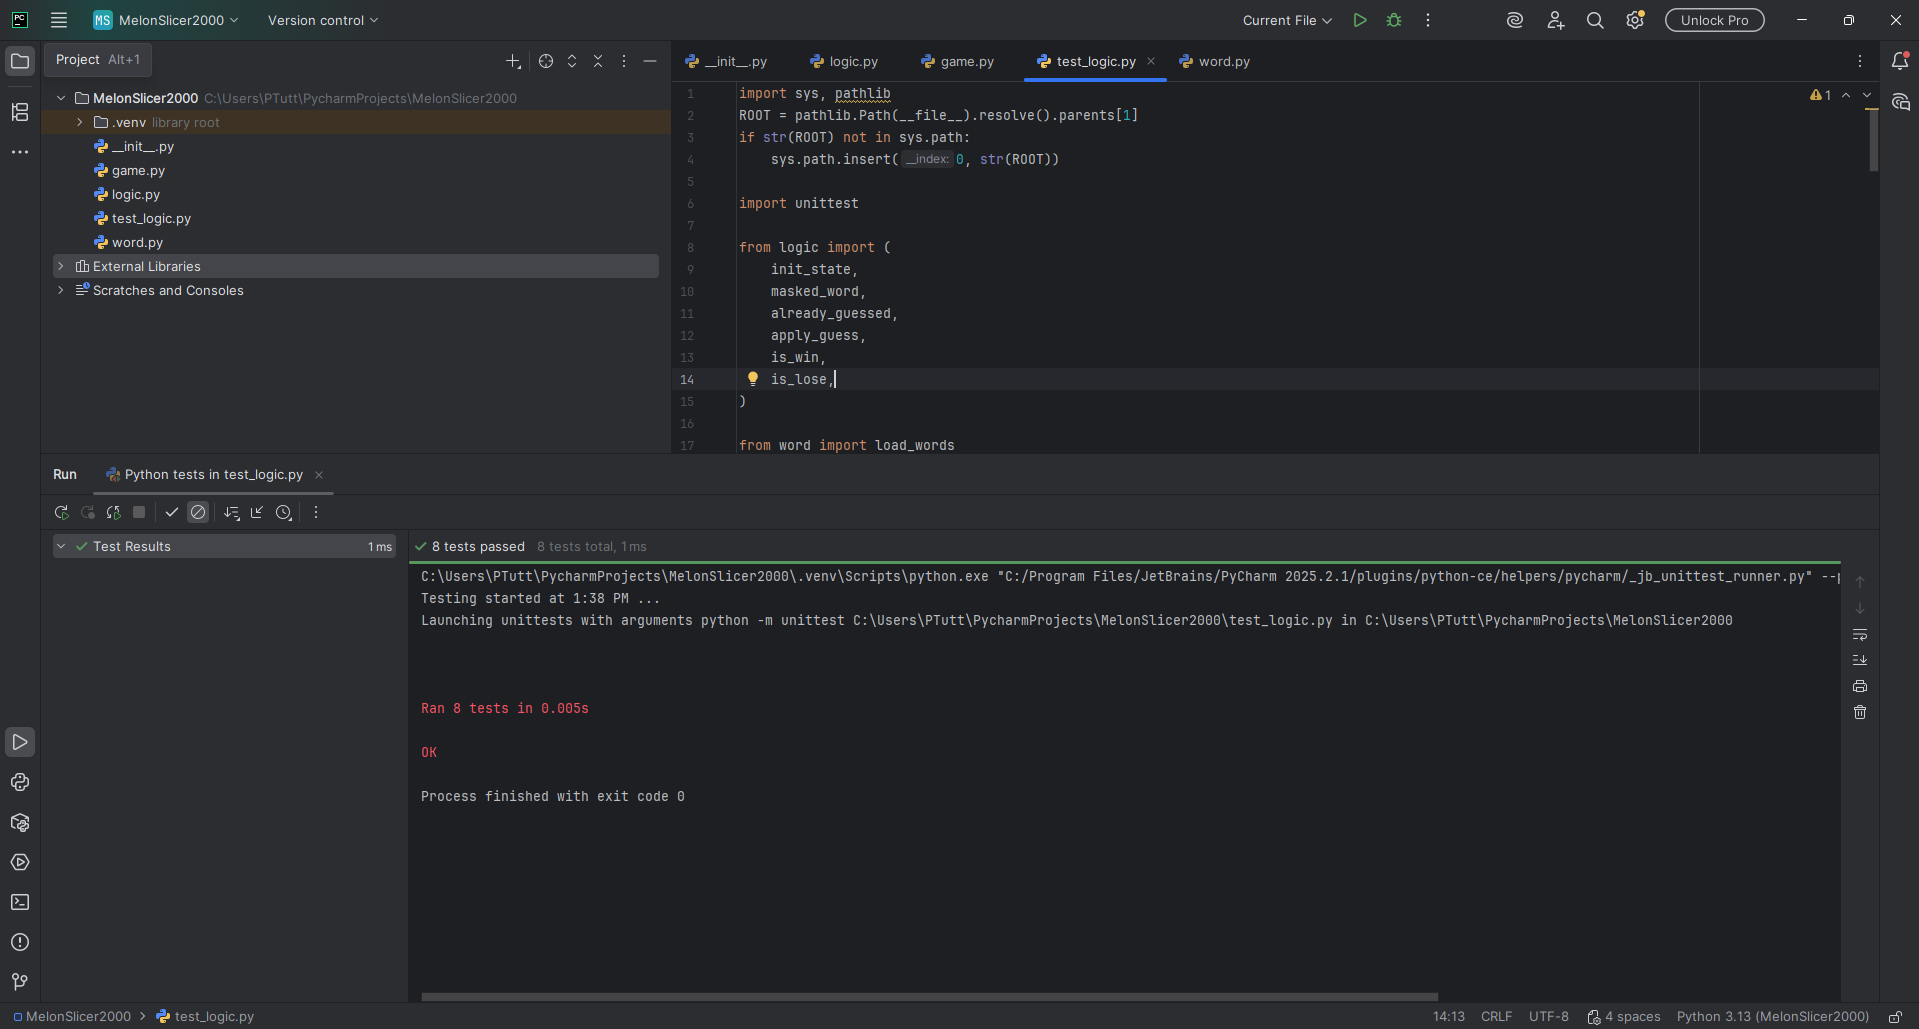 PC MS MelonSlicer2000 Version control Current File Unlock Pro
Project Alt+1
MelonSlicer2000 C:\Users\PTutt\PycharmProjects\MelonSlicer2000
.venv library root
__init__.py
game.py
logic.py
test_logic.py
word.py
External Libraries
Scratches and Consoles
__init__.py logic.py game.py test_logic.py word.py
1 import sys, pathlib
2 ROOT = pathlib.Path(__file__).resolve().parents[1]
3 if str(ROOT) not in sys.path:
4 sys.path.insert(__index: 0, str(ROOT))
5
6 import unittest
7
8 from logic import (
9 init_state,
10 masked_word,
11 already_guessed,
12 apply_guess,
13 is_win,
14 is_lose,
15 )
16
17 from word import load_words
1
Run Python tests in test_logic.py
Test Results 1 ms
8 tests passed 8 tests total, 1 ms
C:\Users\PTutt\PycharmProjects\MelonSlicer2000\.venv\Scripts\python.exe "C:/Program Files/JetBrains/PyCharm 2025.2.1/plugins/python-ce/helpers/pycharm/_jb_unittest_runner.py" --p
Testing started at 1:38 PM ...
Launching unittests with arguments python -m unittest C:\Users\PTutt\PycharmProjects\MelonSlicer2000\test_logic.py in C:\Users\PTutt\PycharmProjects\MelonSlicer2000
Ran 8 tests in 0.005s
OK
Process finished with exit code 0
MelonSlicer2000 > test_logic.py 14:13 CRLF UTF-8 4 spaces Python 3.13 (MelonSlicer2000)